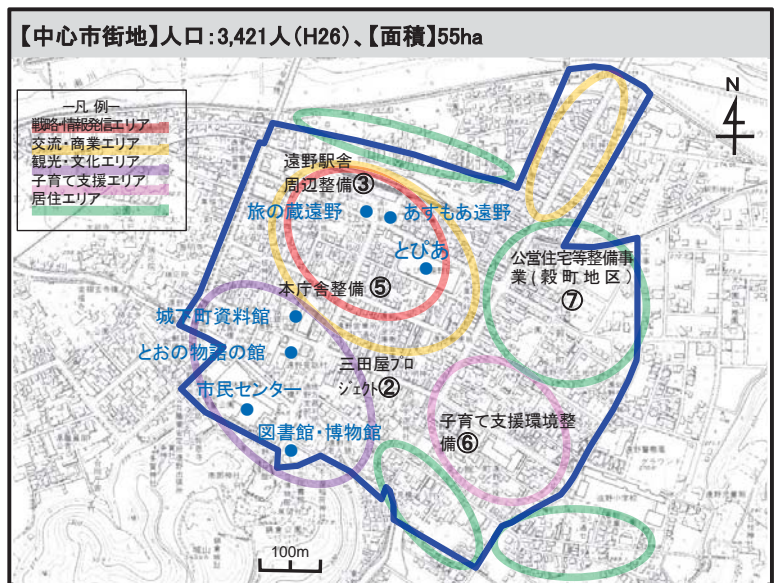 【中心市街地】人口:3,421人(H26)、【面積】55ha
―凡 例―
戦略・情報発信エリア
交流・商業エリア
観光・文化エリア
子育て支援エリア
居住エリア
N
遠野駅舎
周辺整備③
旅の蔵遠野
あすもあ遠野
とぴあ
公営住宅等整備事
業(穀町地区)
⑦
本庁舎整備⑤
城下町資料館
とおの物語の館
三田屋プロ
ジェクト②
市民センター
図書館・博物館
子育て支援環境整
備⑥
100m